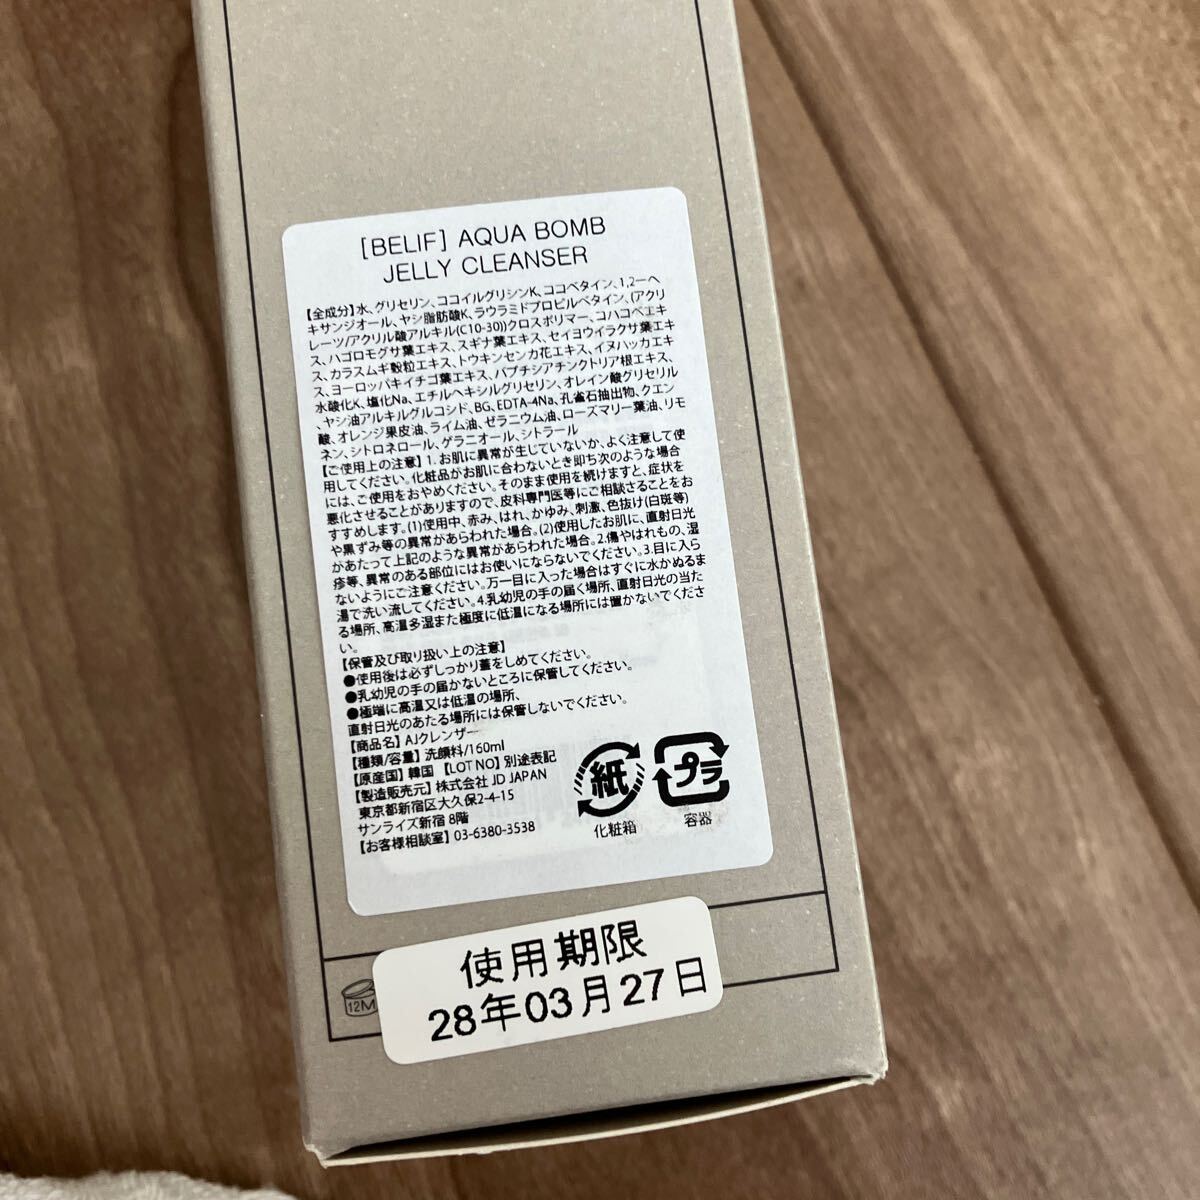 [BELIF] AQUA BOMB
JELLY CLEANSER
【全成分】水、グリセリン、ココイルグリシンK、ココベタイン、1,2-ヘ
キサンジオール、ヤシ脂肪酸K、ラウラミドプロピルベタイン、(アクリ
レーツ/アクリル酸アルキル(C10-30))クロスポリマー、コハコベエキ
ス、ハゴロモグサ葉エキス、スギナ葉エキス、セイヨウイラクサ葉エキ
ス、カラスムギ穀粒エキス、トウキンセンカ花エキス、イヌハッカエキ
ス、ヨーロッパキイチゴ葉エキス、バプチシアチンクトリア根エキス、
水酸化K、塩化Na、エチルヘキシルグリセリン、オレイン酸グリセリル
、ヤシ油アルキルグルコシド、BG、EDTA-4Na、孔雀石抽出物、クエン
酸、オレンジ果皮油、ライム油、ゼラニウム油、ローズマリー葉油、リモ
ネン、シトロネロール、ゲラニオール、シトラール
【ご使用上の注意】1. お肌に異常が生じていないか、よく注意して使
用してください。化粧品がお肌に合わないとき即ち次のような場合
には、ご使用をおやめください。そのまま使用を続けますと、症状を
悪化させることがありますので、皮科専門医等にご相談さることをお
すすめします。(1)使用中、赤み、はれ、かゆみ、刺激、色抜け(白斑等)
や黒ずみ等の異常があらわれた場合。(2)使用したお肌に、直射日光
があたって上記のような異常があらわれた場合。2.傷やはれもの、湿
疹等、異常のある部位にはお使いにならないでください。3.目に入ら
ないようにご注意ください。万一目に入った場合はすぐに水かぬるま
湯で洗い流してください。4.乳幼児の手の届く場所、直射日光の当た
る場所、高温多湿また極度に低温になる場所には置かないでくださ
い。
【保管及び取り扱い上の注意】
●使用後は必ずしっかり蓋をしめてください。
●乳幼児の手の届かないところに保管してください。
●極端に高温又は低温の場所、
直射日光のあたる場所には保管しないでください。
【商品名】AJクレンザー
【種類/容量】洗顔料/160ml
【原産国】韓国 【LOT NO】別途表記
【製造販売元】株式会社 JD JAPAN
東京都新宿区大久保2-4-15
サンライズ新宿 8階
【お客様相談室】03-6380-3538
紙
化粧箱
プラ
容器
12M
使用期限
28年03月27日